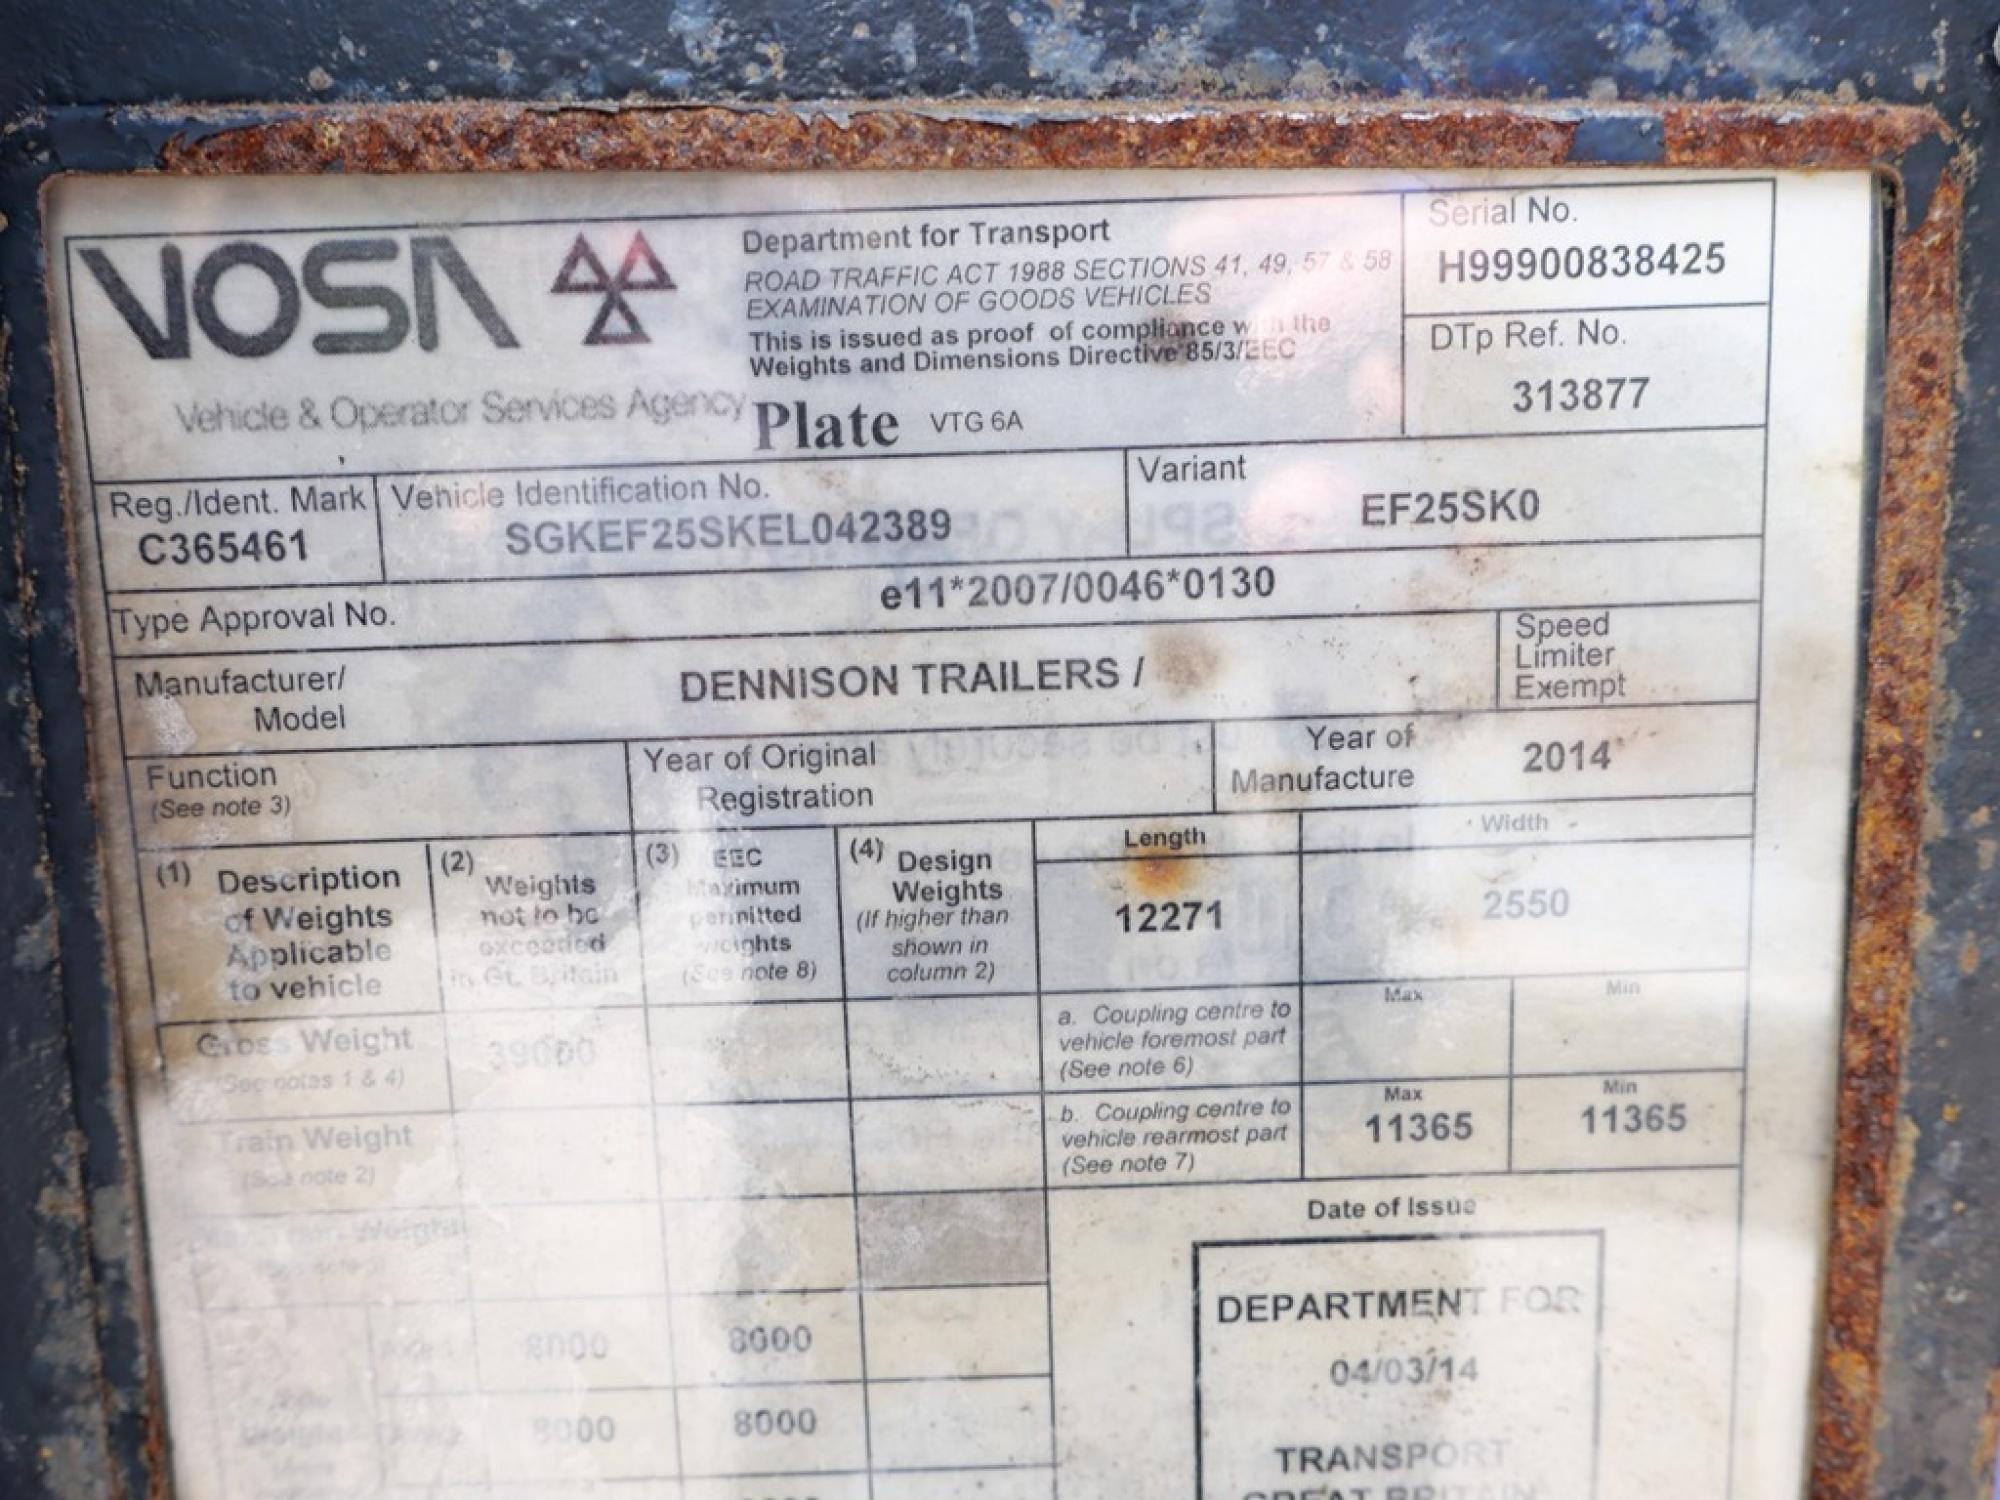 VOSA
Vehicle & Operator Services Agency
Department for Transport
ROAD TRAFFIC ACT 1988 SECTIONS 41, 49, 57 & 58
EXAMINATION OF GOODS VEHICLES
This is issued as proof of compliance with the
Weights and Dimensions Directive 85/3/EEC
Plate VTG 6A
Serial No.
H99900838425
DTp Ref. No.
313877
Reg./Ident. Mark
C365461
Vehicle Identification No.
SGKEF25SKEL042389
Variant
EF25SK0
Type Approval No.
e11*2007/0046*0130
Manufacturer/
Model
DENNISON TRAILERS /
Speed
Limiter
Exempt
Function
(See note 3)
Year of Original
Registration
Year of
Manufacture
2014
(1) Description
of Weights
Applicable
to vehicle
(2) Weights
not to be
exceeded
in Gt. Britain
(3) EEC
Maximum
permitted
weights
(See note 8)
(4) Design
Weights
(If higher than
shown in
column 2)
Length
12271
Width
2550
Gross Weight
(See notes 1 & 4)
39000
a. Coupling centre to
vehicle foremost part
(See note 6)
Max
Min
Train Weight
(See note 2)
b. Coupling centre to
vehicle rearmost part
(See note 7)
Max
11365
Min
11365
Weight
8000
8000
8000
8000
Date of Issue
DEPARTMENT FOR
04/03/14
TRANSPORT
GREAT BRITAIN